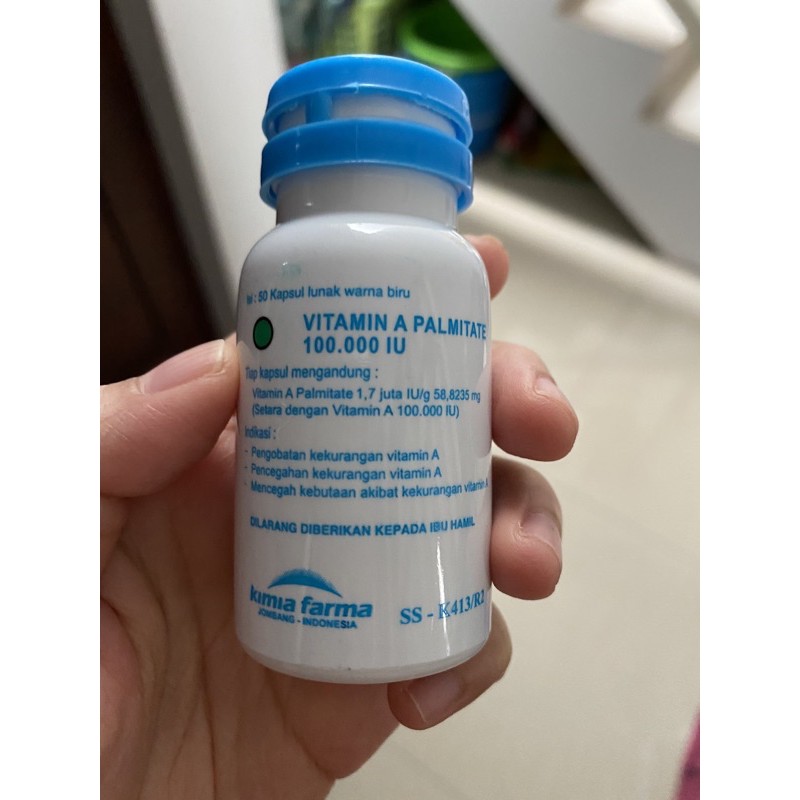 Isi : 50 Kapsul lunak warna biru
VITAMIN A PALMITATE
100.000 IU
Tiap kapsul mengandung :
Vitamin A Palmitate 1,7 juta IU/g 58,8235 mg
(Setara dengan Vitamin A 100.000 IU)
Indikasi :
- Pengobatan kekurangan vitamin A
- Pencegahan kekurangan vitamin A
- Mencegah kebutaan akibat kekurangan vitamin A
DILARANG DIBERIKAN KEPADA IBU HAMIL
kimia farma
JOMBANG - INDONESIA
SS - K413/R2